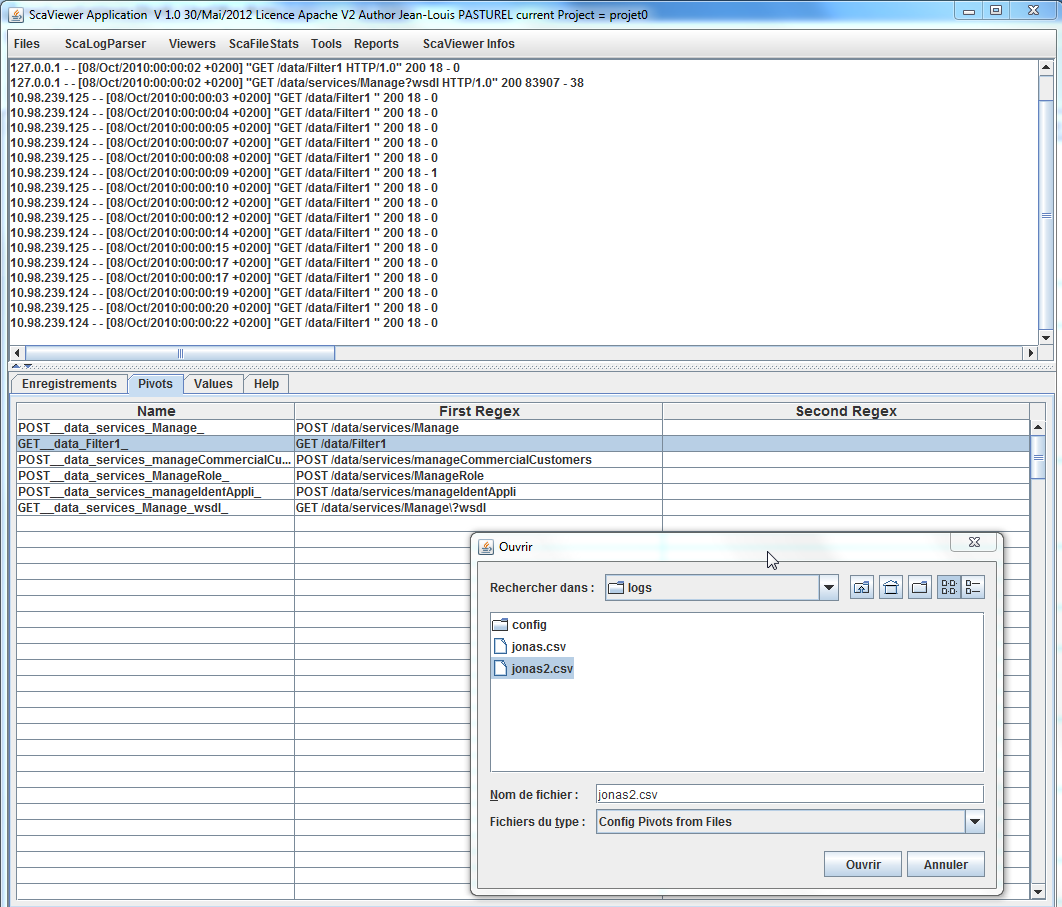 ScaViewer Application  V 1.0 30/Mai/2012 Licence Apache V2 Author Jean-Louis PASTUREL current Project = projet0
Files ScaLogParser Viewers ScaFileStats Tools Reports ScaViewer Infos
127.0.0.1 - - [08/Oct/2010:00:00:02 +0200] "GET /data/Filter1 HTTP/1.0" 200 18 - 0
127.0.0.1 - - [08/Oct/2010:00:00:02 +0200] "GET /data/services/Manage?wsdl HTTP/1.0" 200 83907 - 38
10.98.239.125 - - [08/Oct/2010:00:00:03 +0200] "GET /data/Filter1 " 200 18 - 0
10.98.239.124 - - [08/Oct/2010:00:00:04 +0200] "GET /data/Filter1 " 200 18 - 0
10.98.239.125 - - [08/Oct/2010:00:00:05 +0200] "GET /data/Filter1 " 200 18 - 0
10.98.239.124 - - [08/Oct/2010:00:00:07 +0200] "GET /data/Filter1 " 200 18 - 0
10.98.239.125 - - [08/Oct/2010:00:00:08 +0200] "GET /data/Filter1 " 200 18 - 0
10.98.239.124 - - [08/Oct/2010:00:00:09 +0200] "GET /data/Filter1 " 200 18 - 1
10.98.239.125 - - [08/Oct/2010:00:00:10 +0200] "GET /data/Filter1 " 200 18 - 0
10.98.239.124 - - [08/Oct/2010:00:00:12 +0200] "GET /data/Filter1 " 200 18 - 0
10.98.239.125 - - [08/Oct/2010:00:00:12 +0200] "GET /data/Filter1 " 200 18 - 0
10.98.239.124 - - [08/Oct/2010:00:00:14 +0200] "GET /data/Filter1 " 200 18 - 0
10.98.239.125 - - [08/Oct/2010:00:00:15 +0200] "GET /data/Filter1 " 200 18 - 0
10.98.239.124 - - [08/Oct/2010:00:00:17 +0200] "GET /data/Filter1 " 200 18 - 0
10.98.239.125 - - [08/Oct/2010:00:00:17 +0200] "GET /data/Filter1 " 200 18 - 0
10.98.239.124 - - [08/Oct/2010:00:00:19 +0200] "GET /data/Filter1 " 200 18 - 0
10.98.239.125 - - [08/Oct/2010:00:00:20 +0200] "GET /data/Filter1 " 200 18 - 0
10.98.239.124 - - [08/Oct/2010:00:00:22 +0200] "GET /data/Filter1 " 200 18 - 0
Enregistrements Pivots Values Help
Name First Regex Second Regex
POST__data_services_Manage_ POST /data/services/Manage
GET__data_Filter1_ GET /data/Filter1
POST__data_services_manageCommercialCu... POST /data/services/manageCommercialCustomers
POST__data_services_ManageRole_ POST /data/services/ManageRole
POST__data_services_manageIdentAppli_ POST /data/services/manageIdentAppli
GET__data_services_Manage_wsdl_ GET /data/services/Manage\?wsdl
Ouvrir
Rechercher dans : logs
config
jonas.csv
jonas2.csv
Nom de fichier : jonas2.csv
Fichiers du type : Config Pivots from Files
Ouvrir Annuler